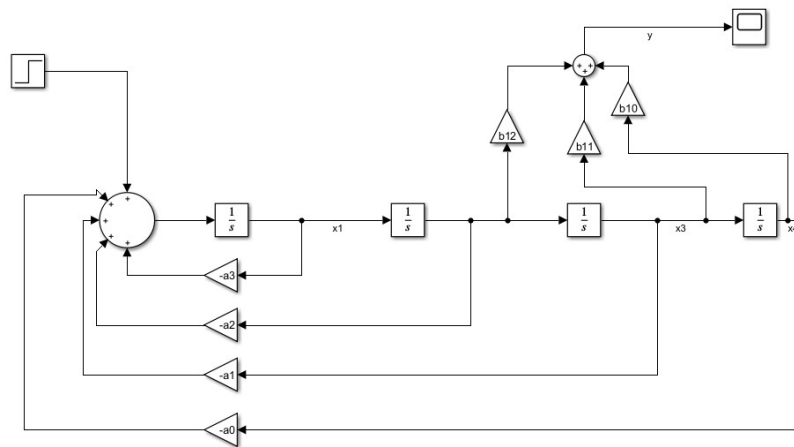 y
b10
b12
b11
+ +
+
+
+
+
+
+
1
s
x1
1
s
1
s
x3
1
s
-a3
-a2
-a1
-a0